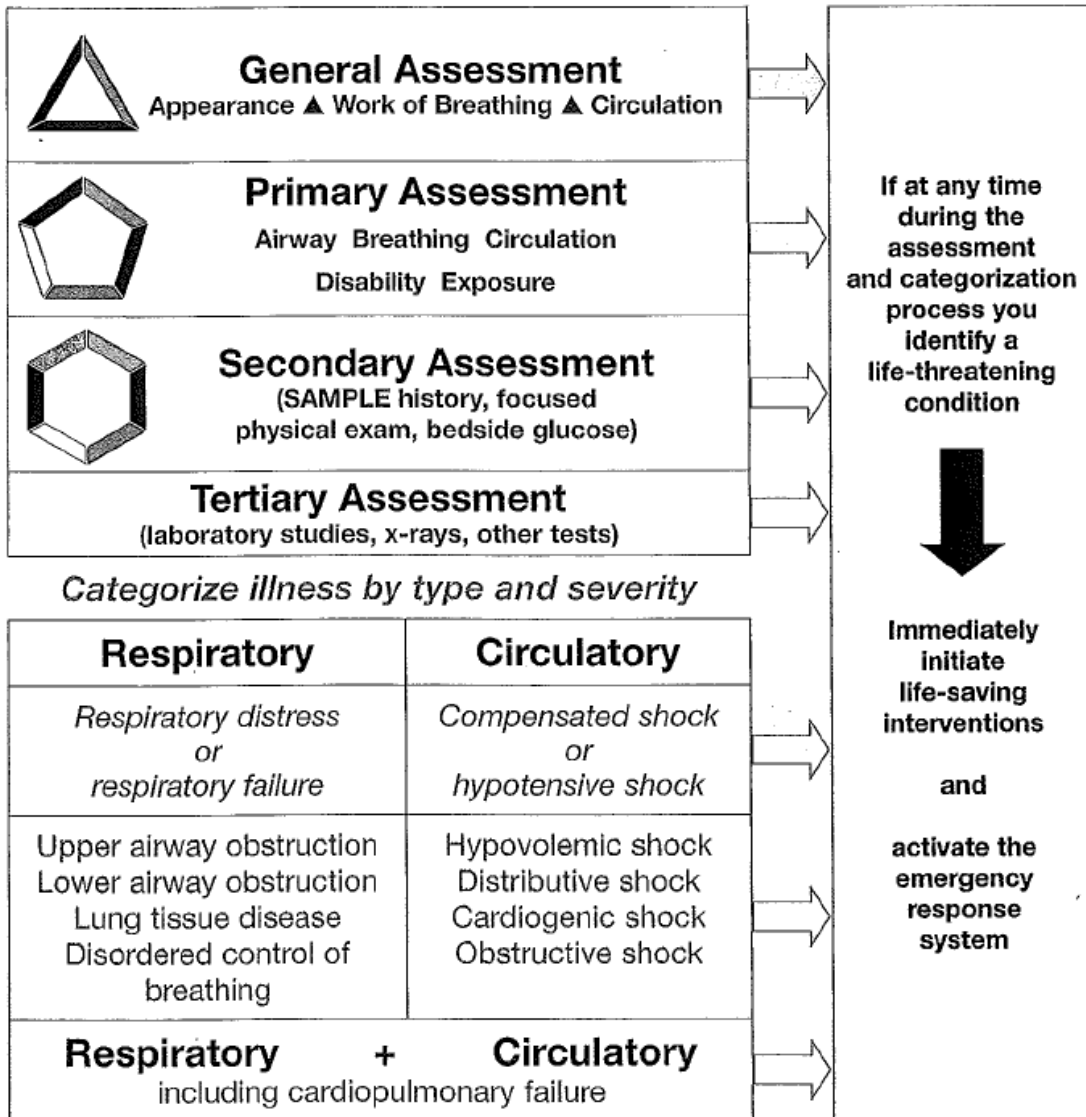 General Assessment
Appearance ▲ Work of Breathing ▲ Circulation
Primary Assessment
Airway Breathing Circulation
Disability Exposure
Secondary Assessment
(SAMPLE history, focused
physical exam, bedside glucose)
Tertiary Assessment
(laboratory studies, x-rays, other tests)
Categorize illness by type and severity
Respiratory
Circulatory
Respiratory distress
or
respiratory failure
Compensated shock
or
hypotensive shock
Upper airway obstruction
Lower airway obstruction
Lung tissue disease
Disordered control of
breathing
Hypovolemic shock
Distributive shock
Cardiogenic shock
Obstructive shock
Respiratory + Circulatory
including cardiopulmonary failure
If at any time
during the
assessment
and categorization
process you
identify a
life-threatening
condition
Immediately
initiate
life-saving
interventions
and
activate the
emergency
response
system